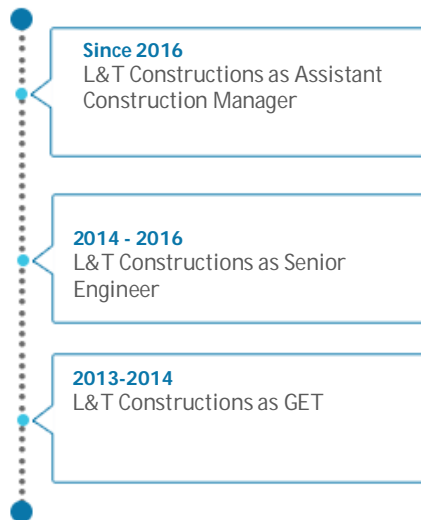 Since 2016
L&T Constructions as Assistant
Construction Manager
2014 - 2016
L&T Constructions as Senior
Engineer
2013-2014
L&T Constructions as GET